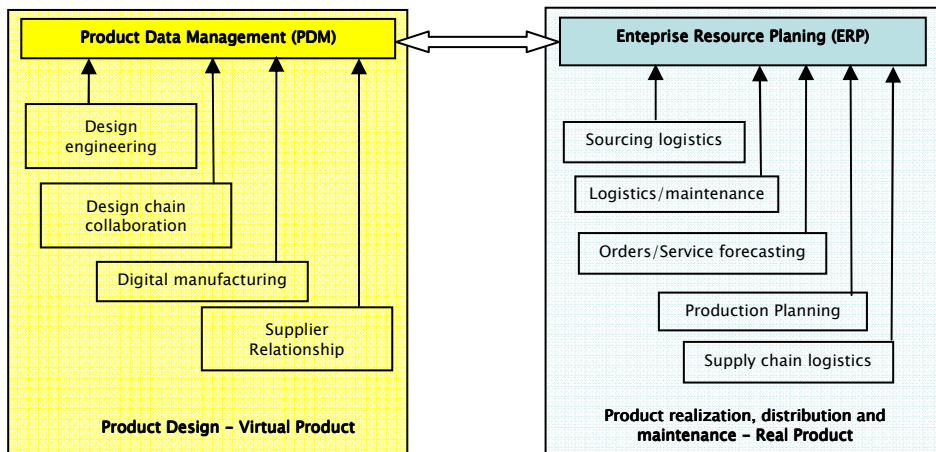 Product Data Management (PDM)
Design
engineering
Design chain
collaboration
Digital manufacturing
Supplier
Relationship
Product Design – Virtual Product
Enteprise Resource Planing (ERP)
Sourcing logistics
Logistics/maintenance
Orders/Service forecasting
Production Planning
Supply chain logistics
Product realization, distribution and
maintenance – Real Product